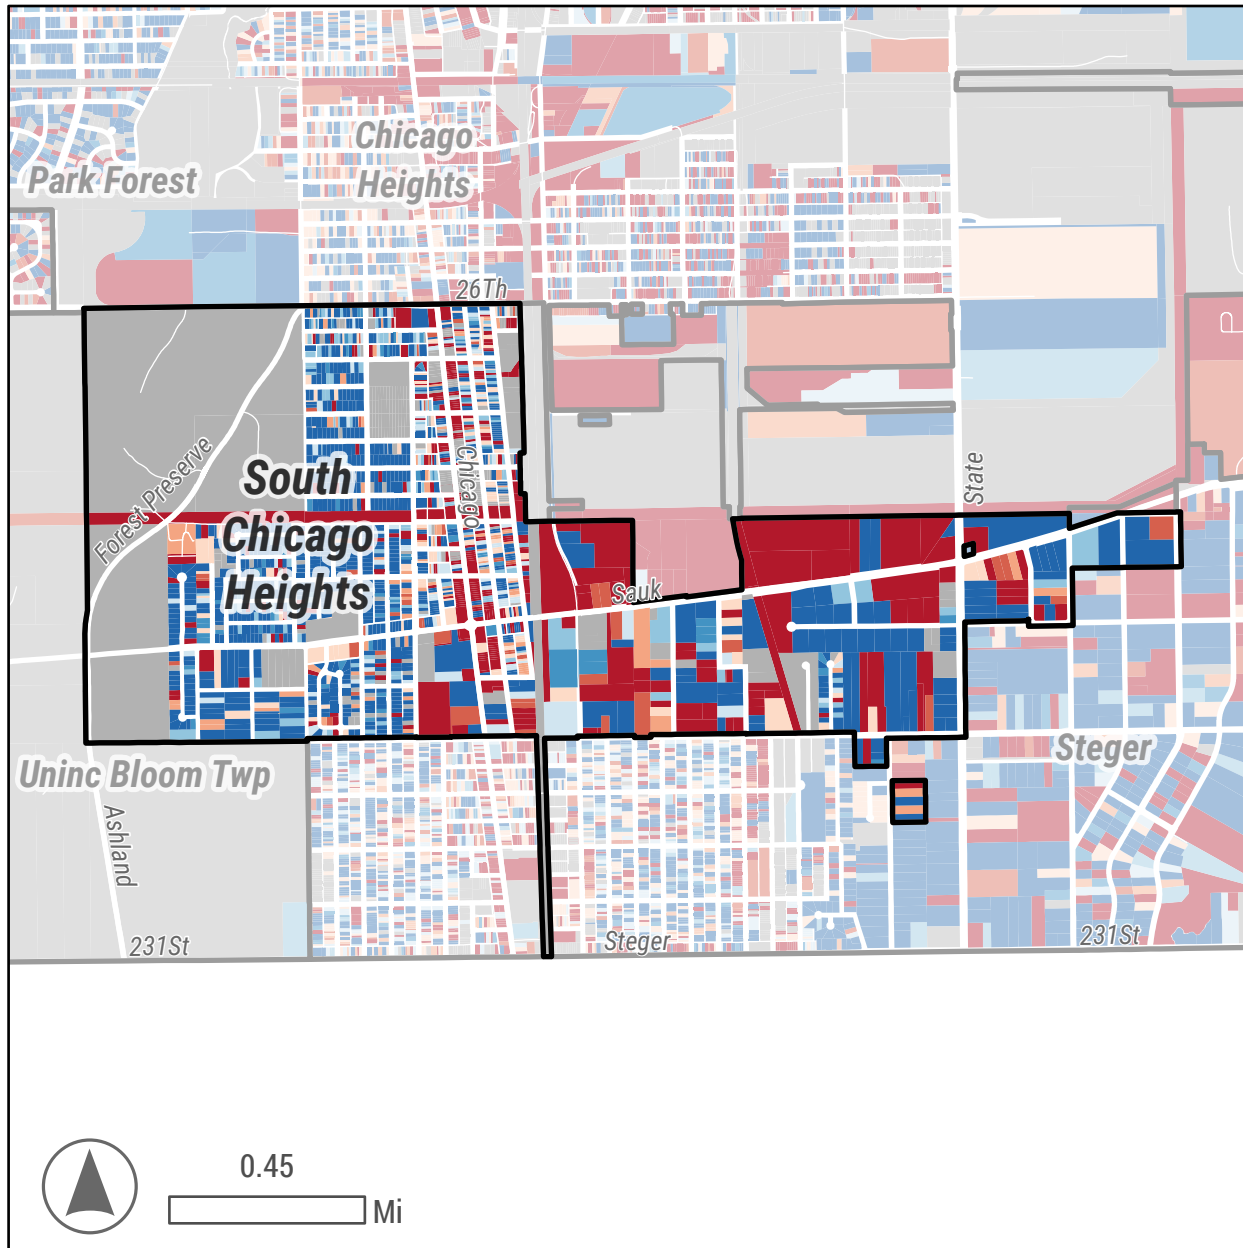 Chicago
Heights
Park Forest
26Th
Forest Preserve
South
Chicago
Heights
Chicago
State
Sauk
Uninc Bloom Twp
Steger
Ashland
231St
Steger
231St
P
0.45
Mi